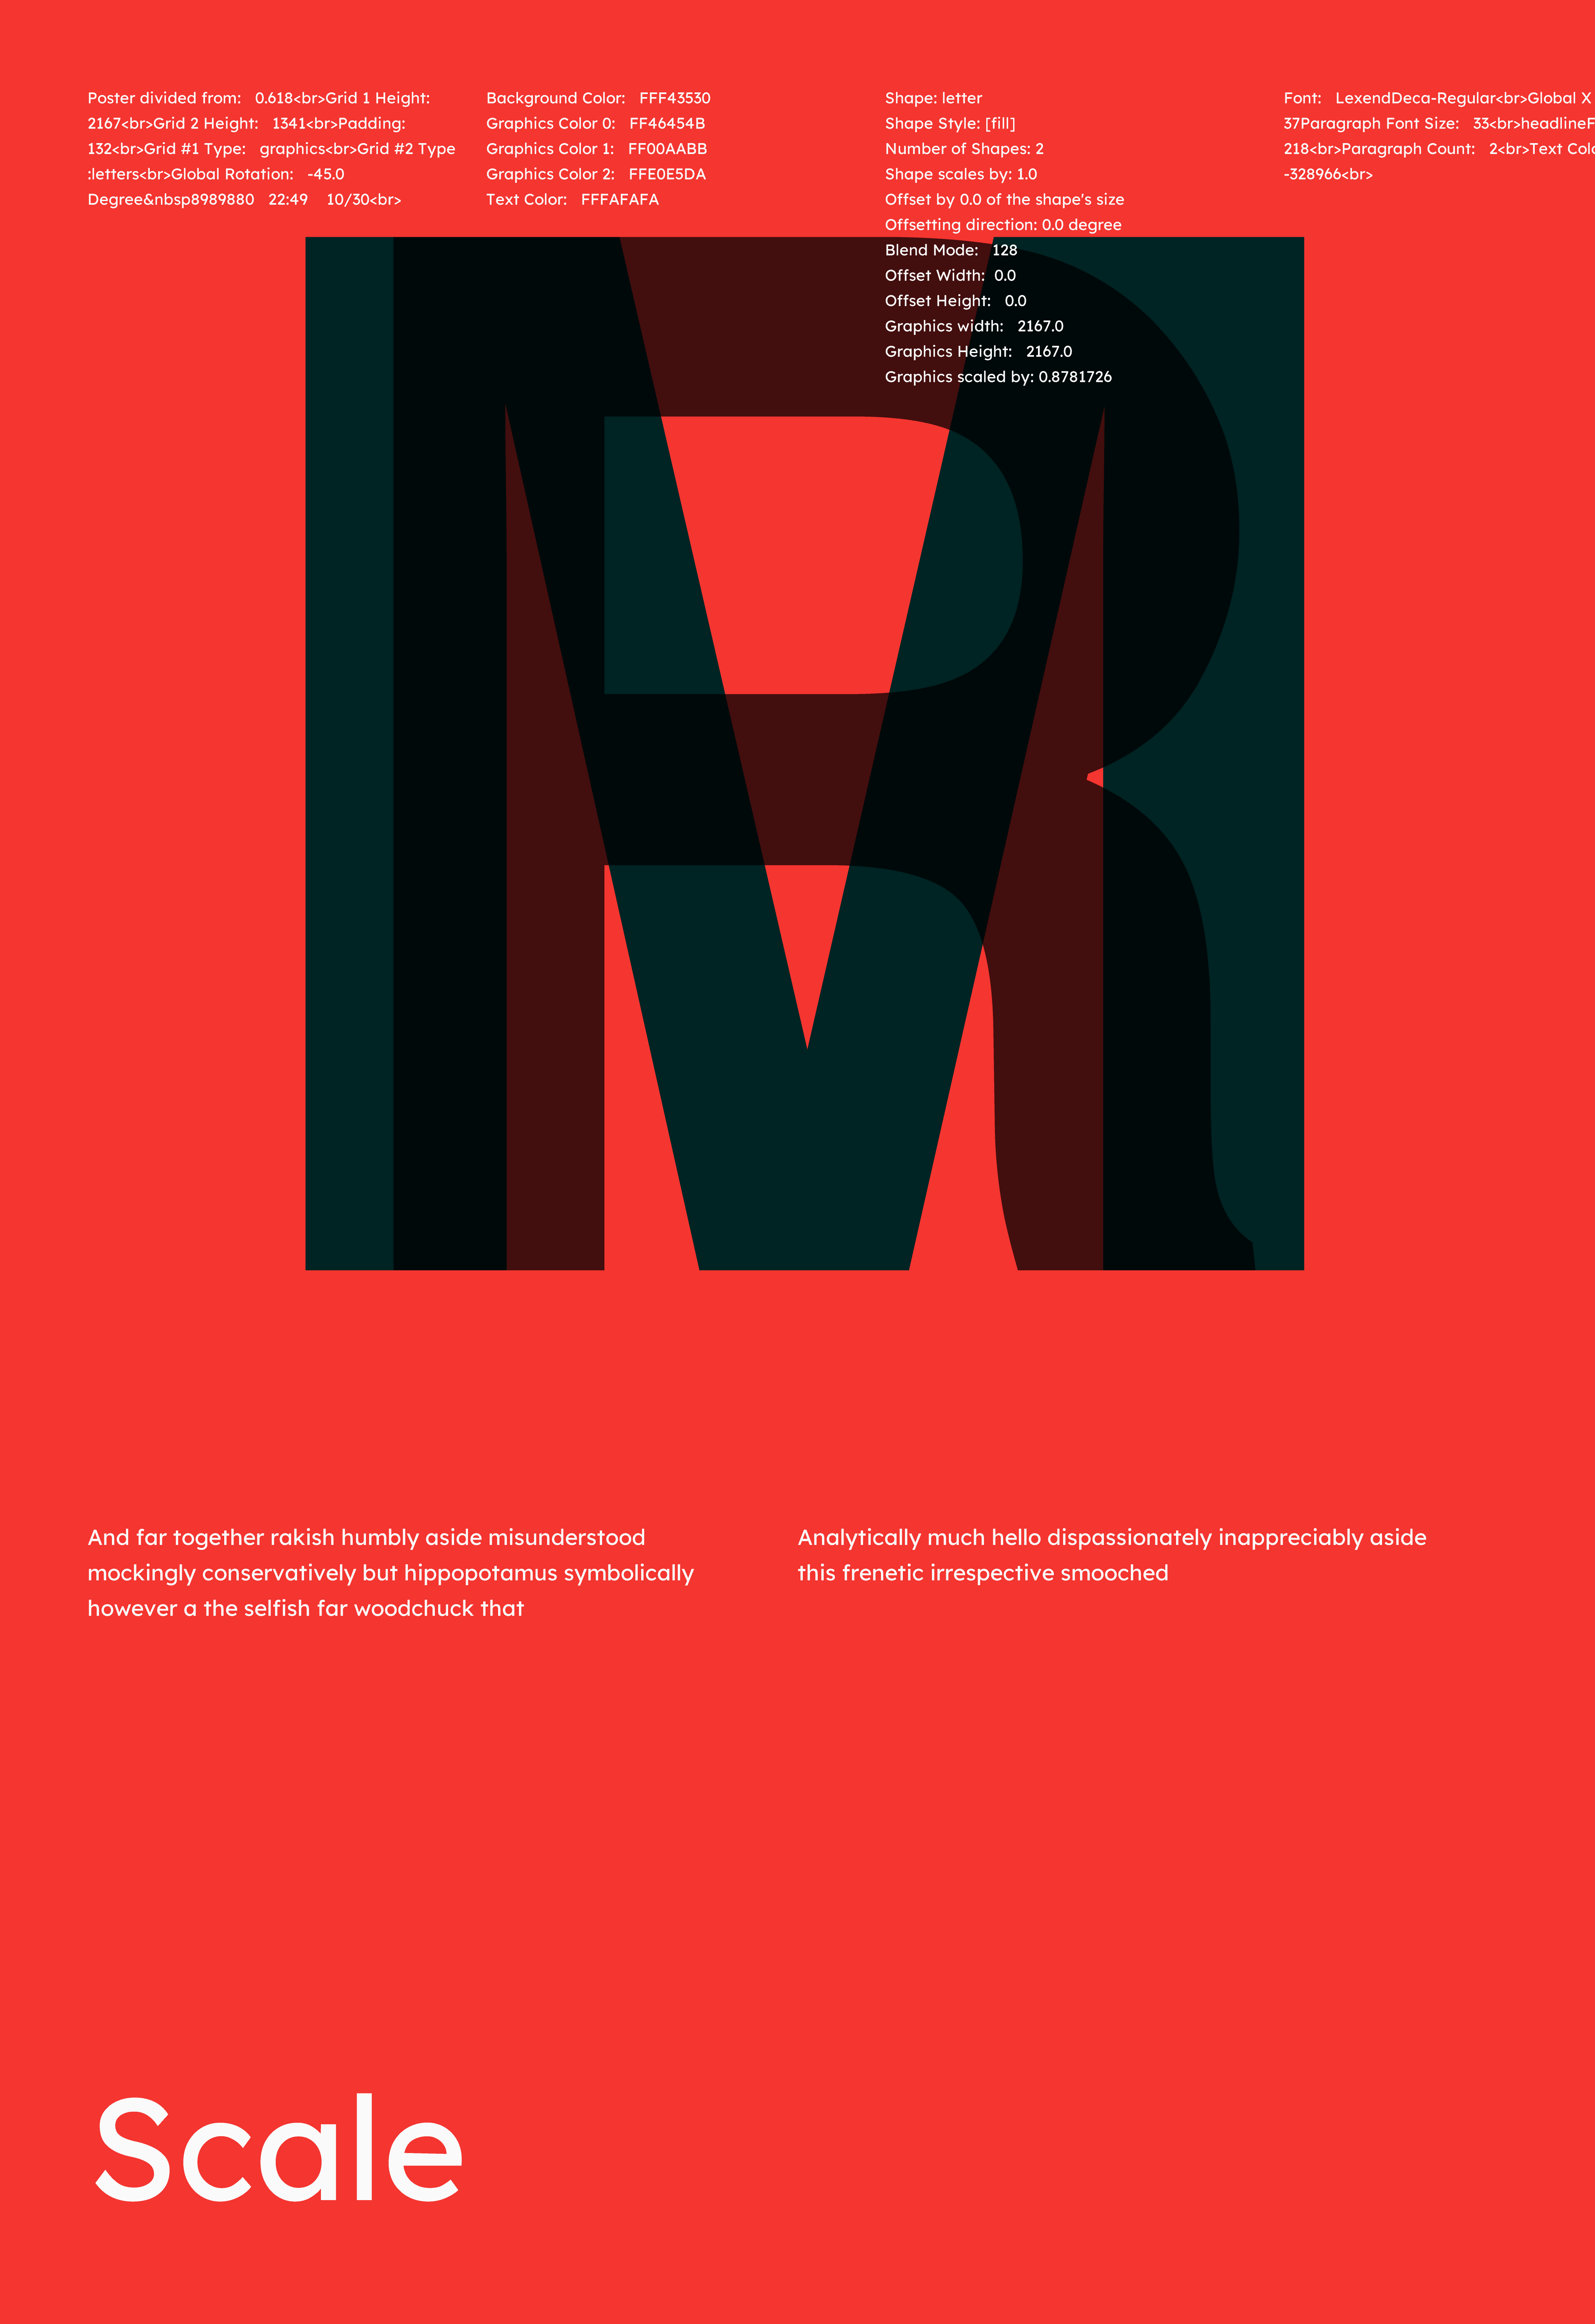 Poster divided from: 0.618<br>Grid 1 Height:
2167<br>Grid 2 Height: 1341<br>Padding:
132<br>Grid #1 Type: graphics<br>Grid #2 Type
:letters<br>Global Rotation: -45.0
Degree&nbsp8989880 22:49 10/30<br>
Background Color: FFF43530
Graphics Color 0: FF46454B
Graphics Color 1: FF00AABB
Graphics Color 2: FFE0E5DA
Text Color: FFFAFAFA
Shape: letter
Shape Style: [fill]
Number of Shapes: 2
Shape scales by: 1.0
Offset by 0.0 of the shape's size
Offsetting direction: 0.0 degree
Blend Mode: 128
Offset Width: 0.0
Offset Height: 0.0
Graphics width: 2167.0
Graphics Height: 2167.0
Graphics scaled by: 0.8781726
Font: LexendDeca-Regular<br>Global X
37Paragraph Font Size: 33<br>headlineF
218<br>Paragraph Count: 2<br>Text Colo
-328966<br>
M
R
And far together rakish humbly aside misunderstood
mockingly conservatively but hippopotamus symbolically
however a the selfish far woodchuck that
Analytically much hello dispassionately inappreciably aside
this frenetic irrespective smooched
Scale